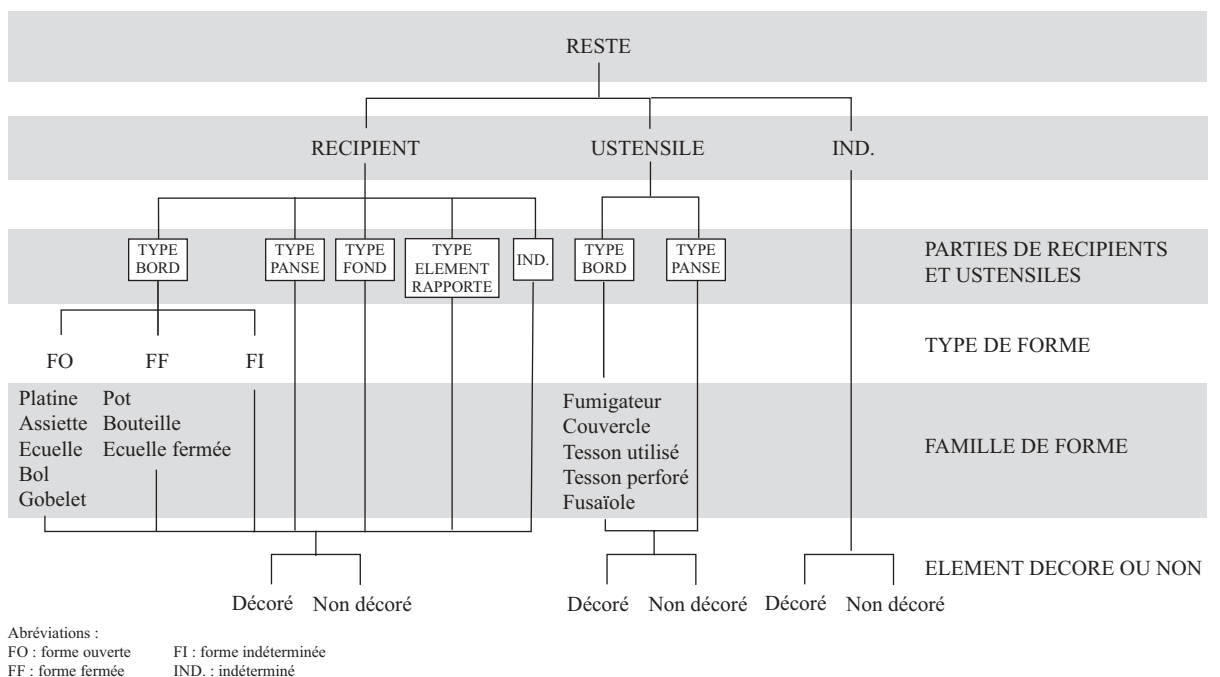 RESTE
RECIPIENT USTENSILE IND.
TYPE BORD
TYPE PANSE
TYPE FOND
TYPE ELEMENT RAPPORTE
IND.
TYPE BORD
TYPE PANSE
PARTIES DE RECIPIENTS
ET USTENSILES
TYPE DE FORME
FO FF FI
Platine Pot
Assiette Bouteille
Ecuelle Ecuelle fermée
Bol
Gobelet
Fumigateur
Couvercle
Tesson utilisé
Tesson perforé
Fusaïole
FAMILLE DE FORME
ELEMENT DECORE OU NON
Décoré Non décoré Décoré Non décoré Décoré Non décoré
Abréviations :
FO : forme ouverte FI : forme indéterminée
FF : forme fermée IND. : indéterminé